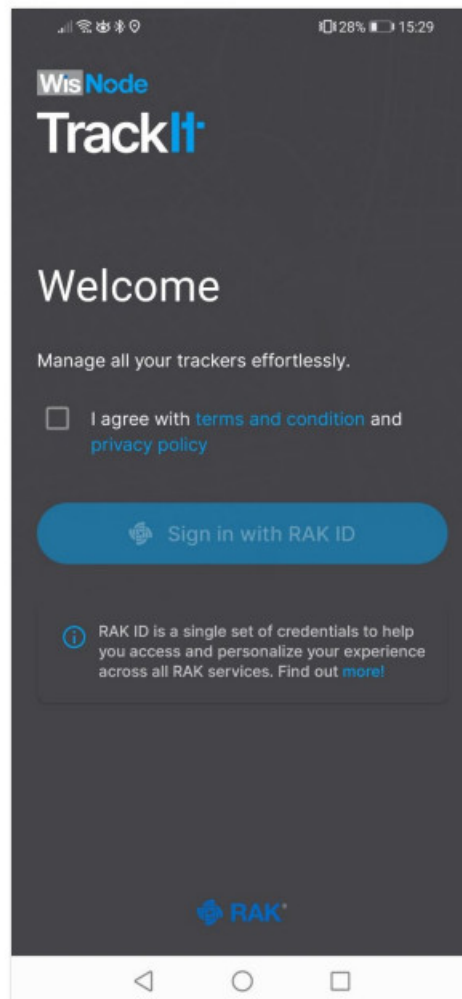 28% 15:29
WisNode
TrackIt
Welcome
Manage all your trackers effortlessly.
I agree with terms and condition and
privacy policy
Sign in with RAK ID
RAK ID is a single set of credentials to help
you access and personalize your experience
across all RAK services. Find out more!
RAK®